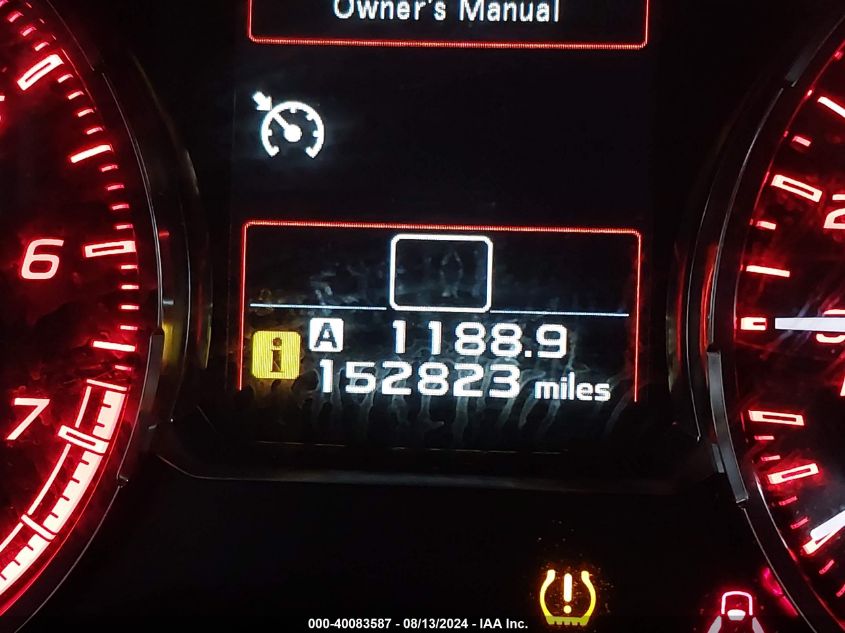 Owner's Manual
6
7
A 1188.9
i 152823 miles
000-40083587 - 08/13/2024 - IAA Inc.